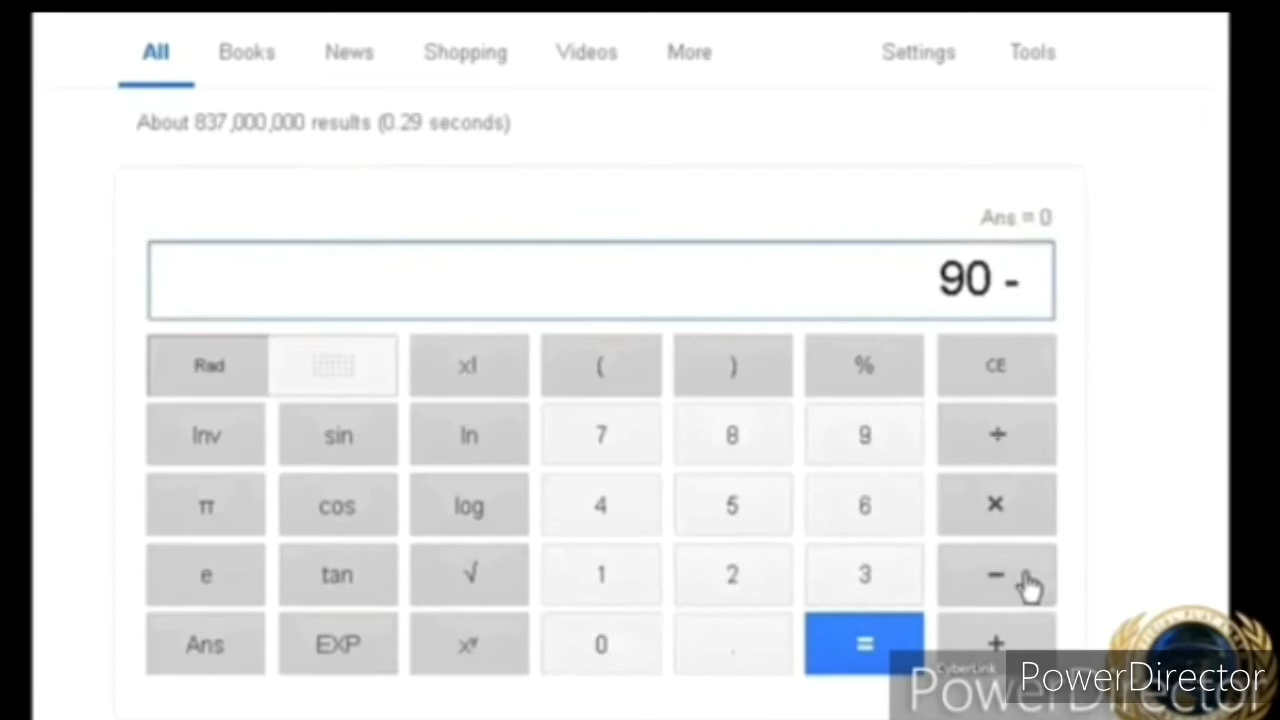 All Books News Shopping Videos More Settings Tools
About 837,000,000 results (0.29 seconds)
Ans = 0
90 -
Rad x! ( ) % CE
Inv sin ln 7 8 9 ÷
π cos log 4 5 6 ×
e tan √ 1 2 3 −
Ans EXP xʸ 0 . = +
CyberLink
PowerDirector
PowerDirector